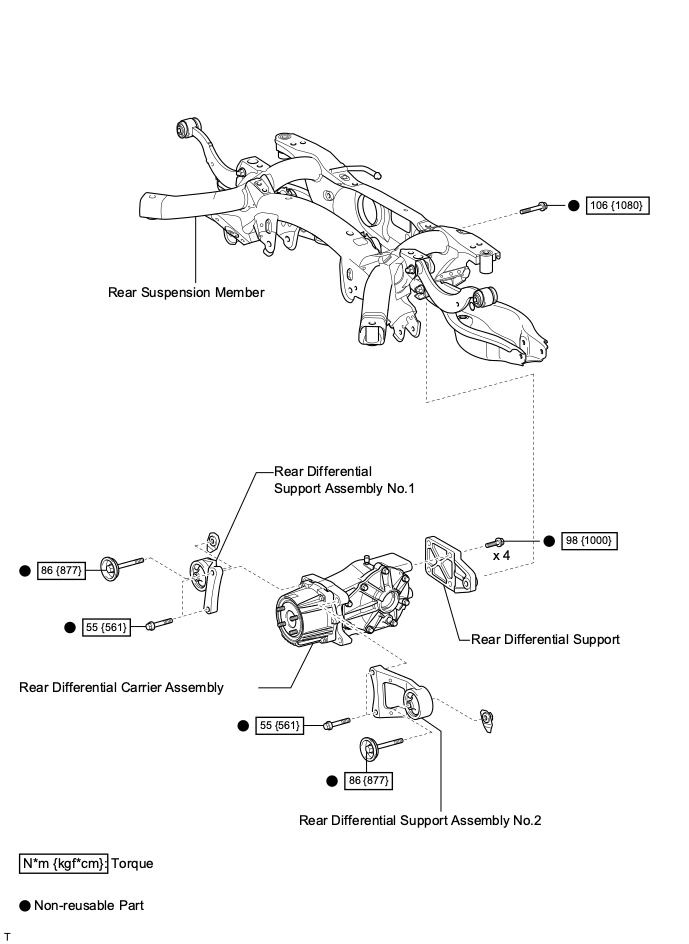 106 {1080}
Rear Suspension Member
Rear Differential
Support Assembly No.1
98 {1000}
x 4
86 {877}
55 {561}
Rear Differential Support
Rear Differential Carrier Assembly
55 {561}
86 {877}
Rear Differential Support Assembly No.2
N*m {kgf*cm}: Torque
Non-reusable Part
T